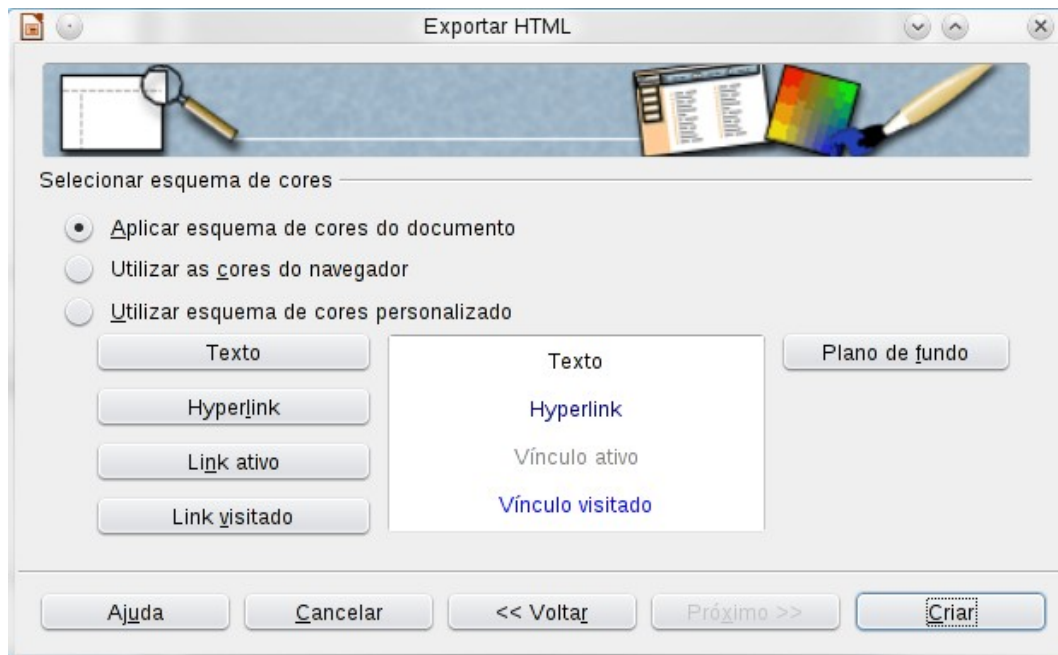 Exportar HTML
Selecionar esquema de cores
Aplicar esquema de cores do documento
Utilizar as cores do navegador
Utilizar esquema de cores personalizado
Texto
Texto
Plano de fundo
Hyperlink
Hyperlink
Link ativo
Vínculo ativo
Link visitado
Vínculo visitado
Ajuda
Cancelar
<< Voltar
Próximo >>
Criar